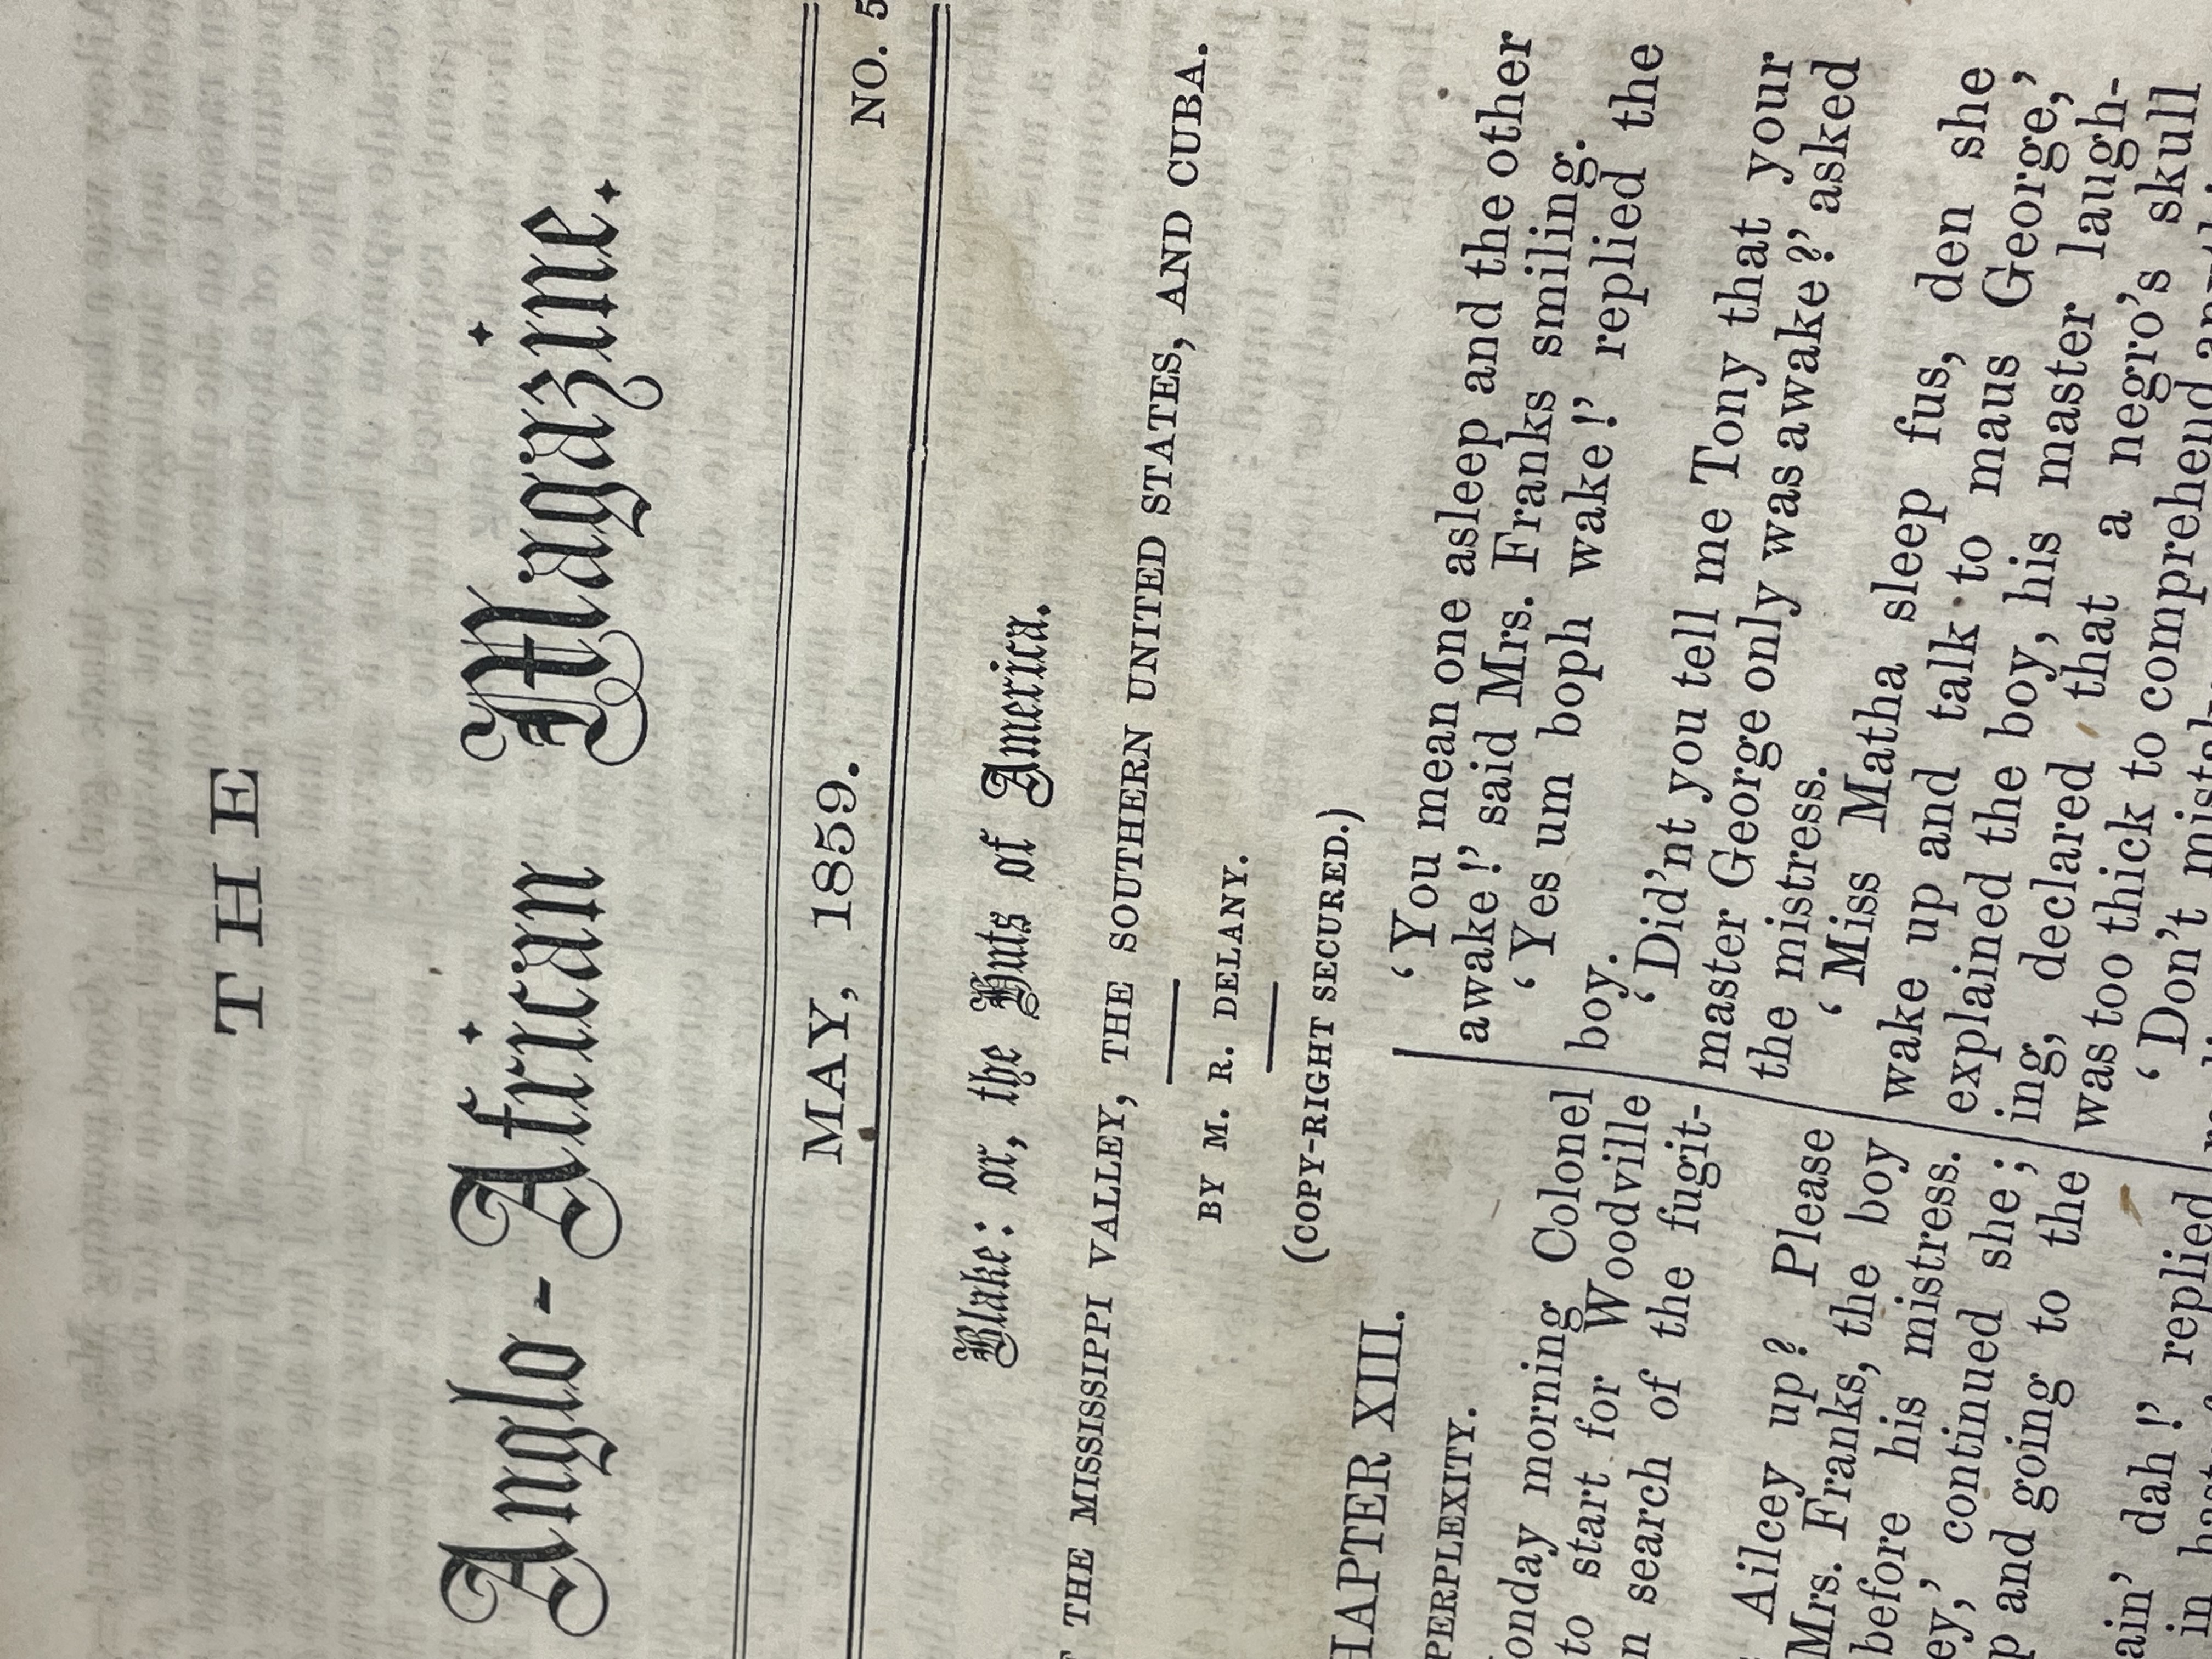 THE
Anglo-African Magazine.
MAY, 1859.
NO. 5
Blake: or, the Huts of America.
THE MISSISSIPPI VALLEY, THE SOUTHERN UNITED STATES, AND CUBA.
BY M. R. DELANY.
(COPY-RIGHT SECURED.)
HAPTER XIII.
PERPLEXITY.
onday morning Colonel
to start for Woodville
n search of the fugit-
Ailcey up? Please
Mrs. Franks, the boy
before his mistress.
ey,' continued she;
p and going to the
ain' dah!' replied
'You mean one asleep and the other
awake!' said Mrs. Franks smiling.
'Yes um boph wake!' replied the
boy.
'Did'nt you tell me Tony that your
master George only was awake?' asked
the mistress.
'Miss Matha sleep fus, den she
wake up and talk to maus George,'
explained the boy, his master laugh-
ing, declared that a negro's skull
was too thick to comprehend
'Don't